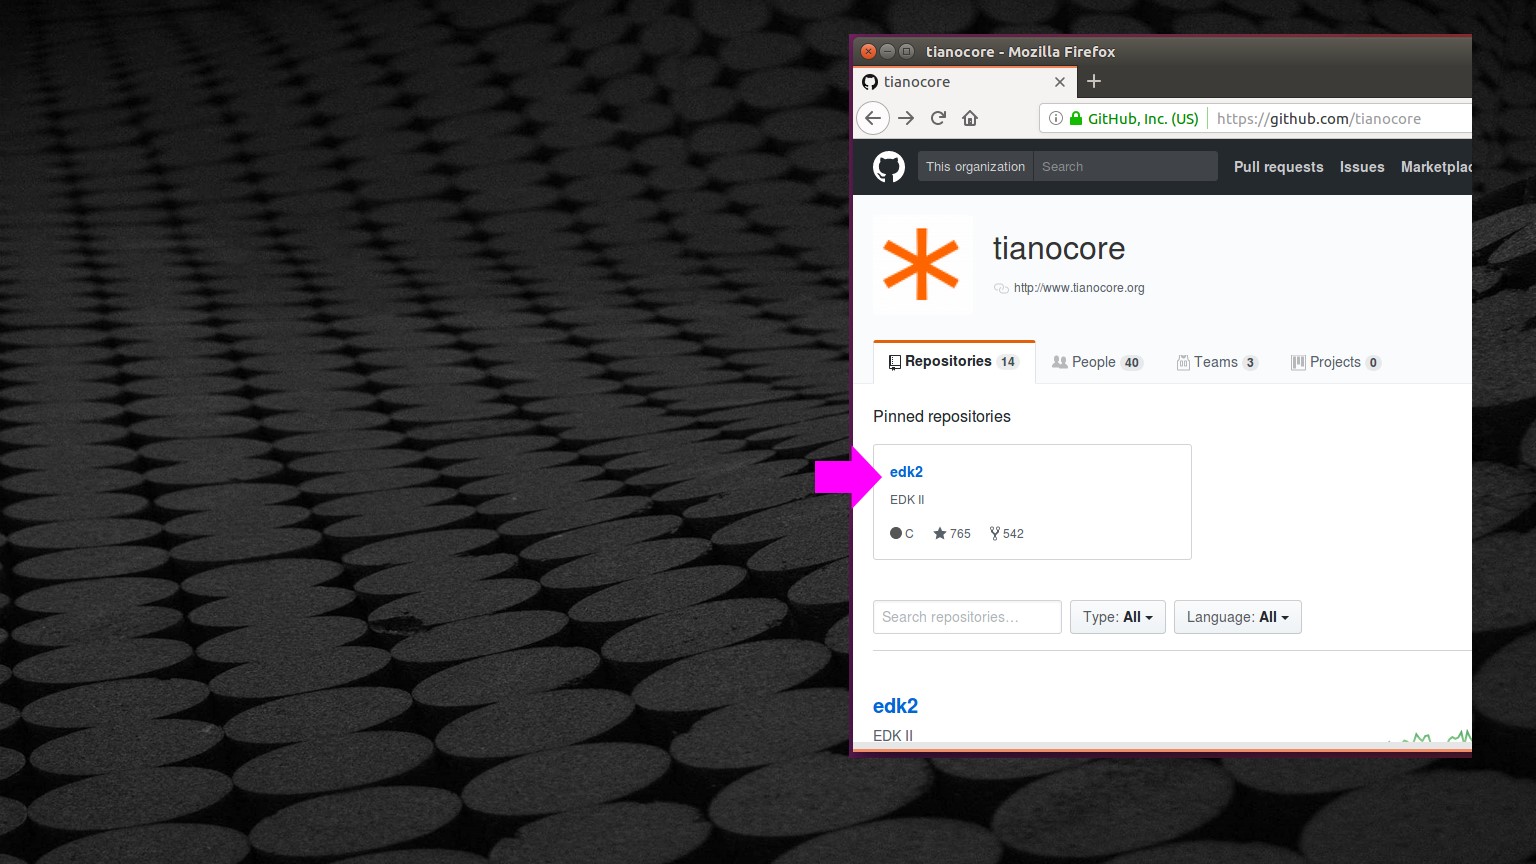 tianocore - Mozilla Firefox
tianocore
GitHub, Inc. (US) https://github.com/tianocore
This organization Search Pull requests Issues Marketplac
tianocore
http://www.tianocore.org
Repositories 14 People 40 Teams 3 Projects 0
Pinned repositories
edk2
EDK II
C 765 542
Search repositories… Type: All Language: All
edk2
EDK II